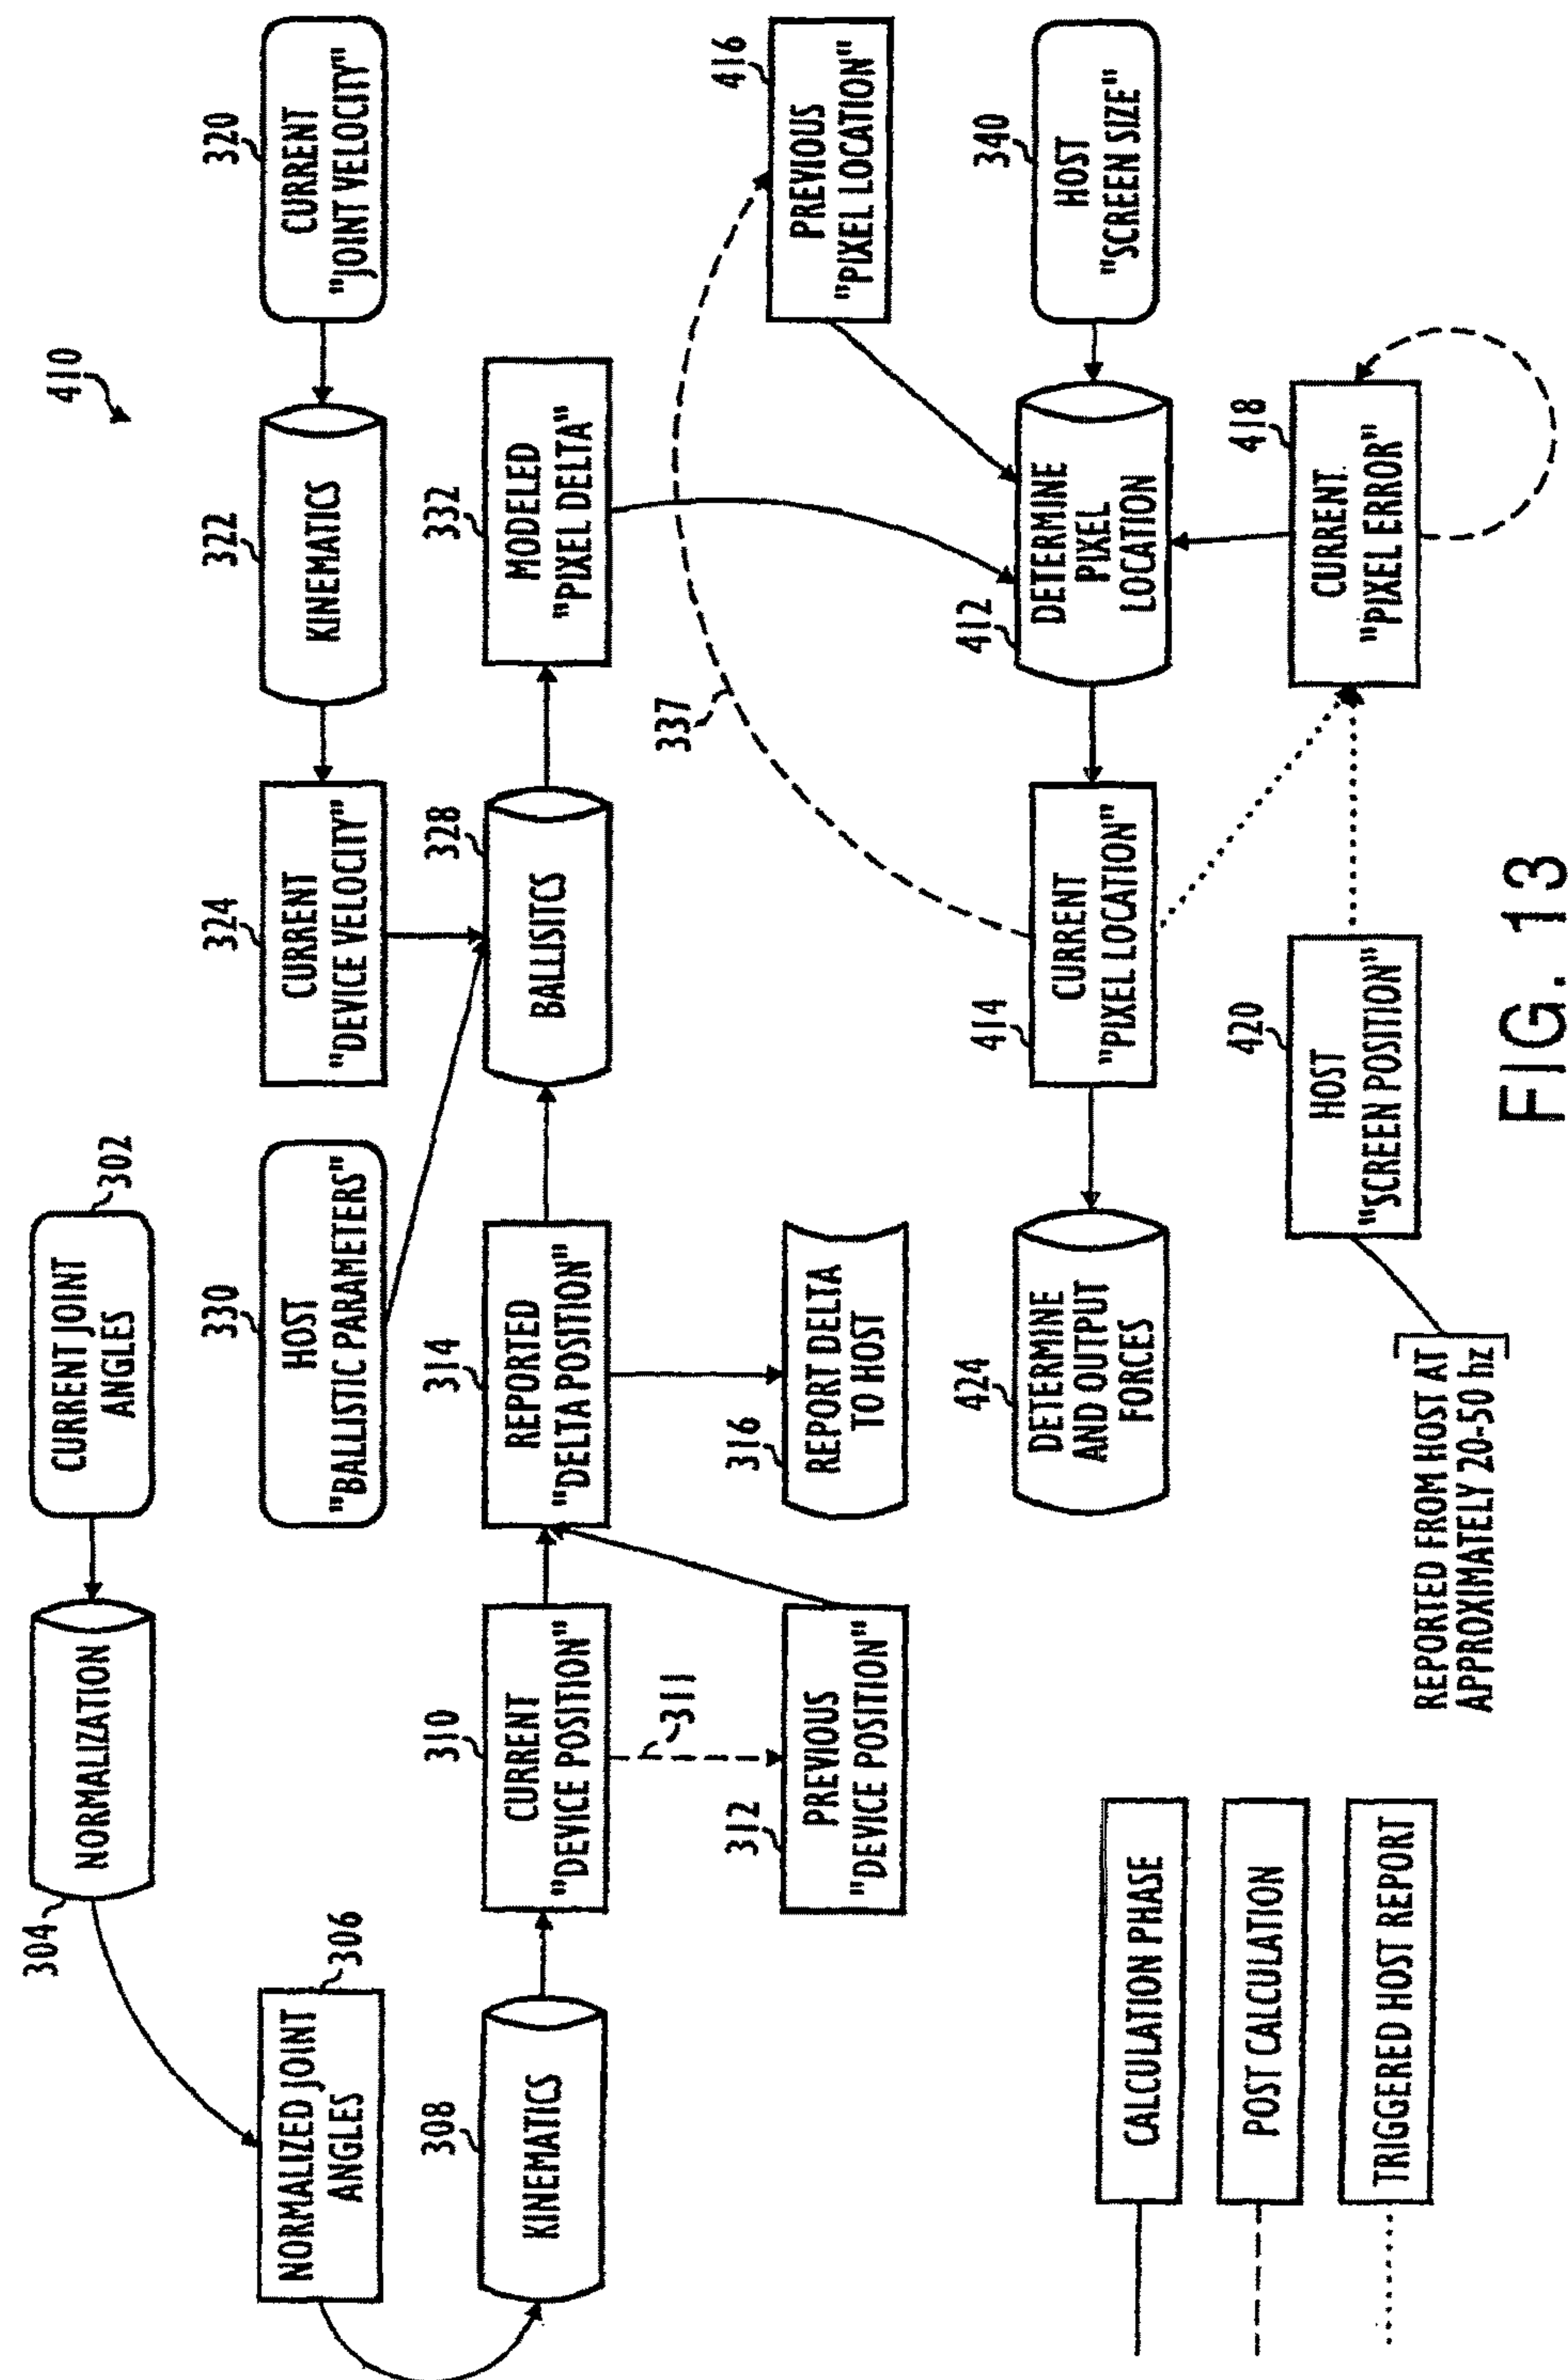 410
CURRENT JOINT
ANGLES
302
NORMALIZATION
304
NORMALIZED JOINT
ANGLES
306
CURRENT
"JOINT VELOCITY"
320
KINEMATICS
322
CURRENT
"DEVICE VELOCITY"
324
HOST
"BALLISTIC PARAMETERS"
330
KINEMATICS
308
CURRENT
"DEVICE POSITION"
310
311
REPORTED
"DELTA POSITION"
314
BALLISITCS
328
MODELED
"PIXEL DELTA"
332
PREVIOUS
"DEVICE POSITION"
312
REPORT DELTA
TO HOST
316
337
PREVIOUS
"PIXEL LOCATION"
416
DETERMINE
AND OUTPUT
FORCES
424
CURRENT
"PIXEL LOCATION"
414
DETERMINE
PIXEL
LOCATION
412
HOST
"SCREEN SIZE"
340
HOST
"SCREEN POSITION"
420
CURRENT.
"PIXEL ERROR"
418
REPORTED FROM HOST AT
APPROXIMATELY 20-50 hz
CALCULATION PHASE
POST CALCULATION
TRIGGERED HOST REPORT
FIG. 13